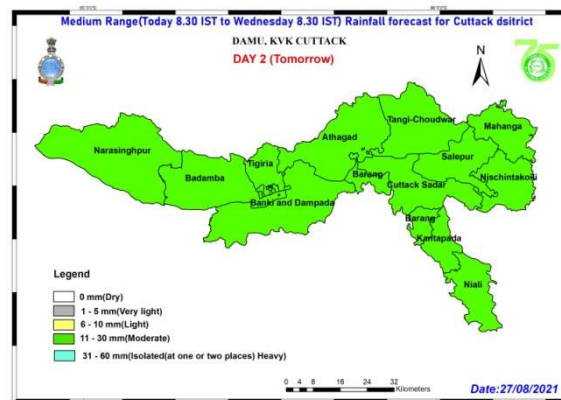 Medium Range(Today 8.30 IST to Wednesday 8.30 IST) Rainfall forecast for Cuttack dsitrict
DAMU, KVK CUTTACK
DAY 2 (Tomorrow)
N
75
Tangi-Choudwar
Mahanga
Athagad
Narasinghpur
Salepur
Tigiria
Badamba
Barang
Nischintakoili
Cuttack Sadar
Banki and Dampada
Barang
Kantapada
Niali
Legend
0 mm(Dry)
1 - 5 mm(Very light)
6 - 10 mm(Light)
11 - 30 mm(Moderate)
31 - 60 mm(Isolated(at one or two places) Heavy)
0 4 8 16 24 32
Kilometers
Date:27/08/2021